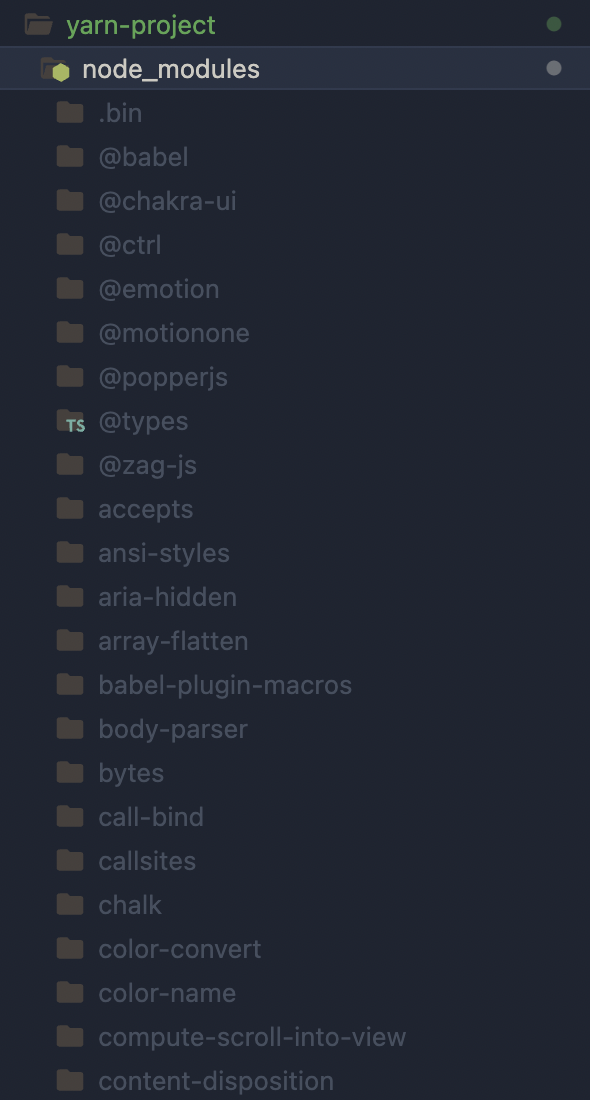 yarn-project
node_modules
.bin
@babel
@chakra-ui
@ctrl
@emotion
@motionone
@popperjs
TS @types
@zag-js
accepts
ansi-styles
aria-hidden
array-flatten
babel-plugin-macros
body-parser
bytes
call-bind
callsites
chalk
color-convert
color-name
compute-scroll-into-view
content-disposition